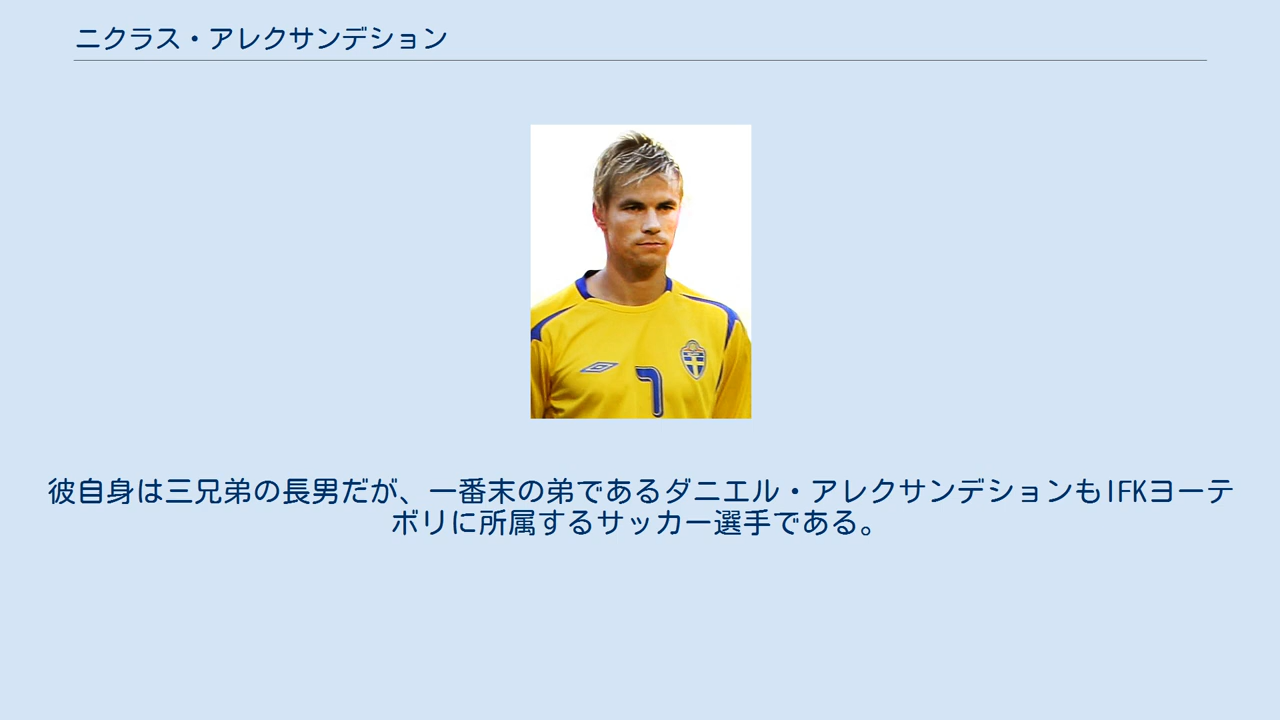 ニクラス・アレクサンデション
7
彼自身は三兄弟の長男だが、一番末の弟であるダニエル・アレクサンデションもIFKヨーテ
ボリに所属するサッカー選手である。